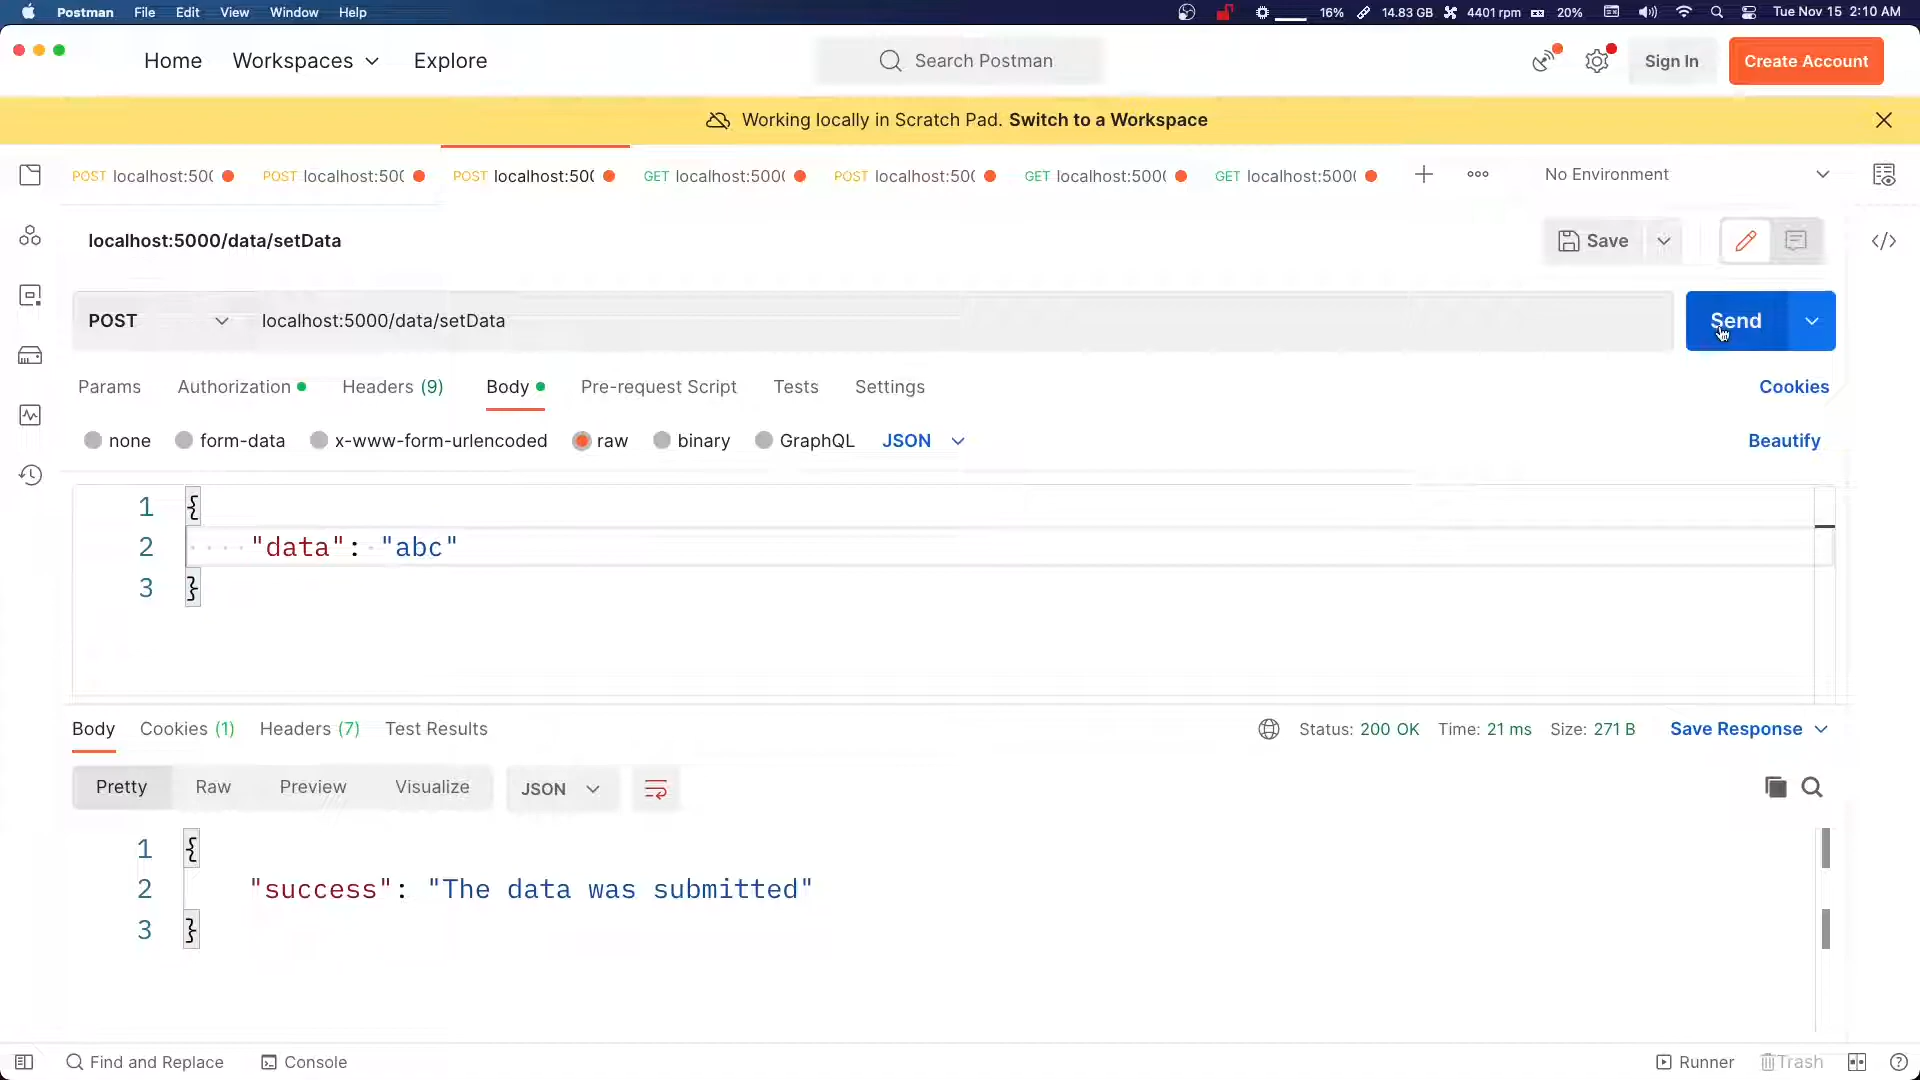 Postman File Edit View Window Help 16% 14.83 GB 4401 rpm 20% Tue Nov 15 2:10 AM
Home Workspaces Explore Search Postman Sign In Create Account
Working locally in Scratch Pad. Switch to a Workspace
POST localhost:500 POST localhost:500 POST localhost:500 GET localhost:5000 POST localhost:500 GET localhost:5000 GET localhost:5000 No Environment
localhost:5000/data/setData Save </>
POST localhost:5000/data/setData Send
Params Authorization Headers (9) Body Pre-request Script Tests Settings Cookies
none form-data x-www-form-urlencoded raw binary GraphQL JSON Beautify
1 {
2 "data": "abc"
3 }
Body Cookies (1) Headers (7) Test Results Status: 200 OK Time: 21 ms Size: 271 B Save Response
Pretty Raw Preview Visualize JSON
1 {
2 "success": "The data was submitted"
3 }
Find and Replace Console Runner Trash